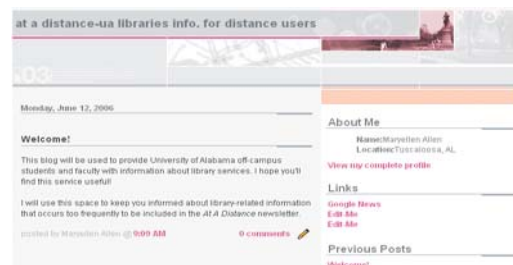 at a distance-ua libraries info. for distance users
03
Monday, June 12, 2006
Welcome!
This blog will be used to provide University of Alabama off-campus
students and faculty with information about library services. I hope you'll
find this service useful!
I will use this space to keep you informed about library-related information
that occurs too frequently to be included in the At A Distance newsletter.
posted by Maryellen Allen @ 9:09 AM
0 comments
About Me
Name:Maryellen Allen
Location:Tuscaloosa, AL
View my complete profile
Links
Google News
Edit-Me
Edit-Me
Previous Posts
Welcome!